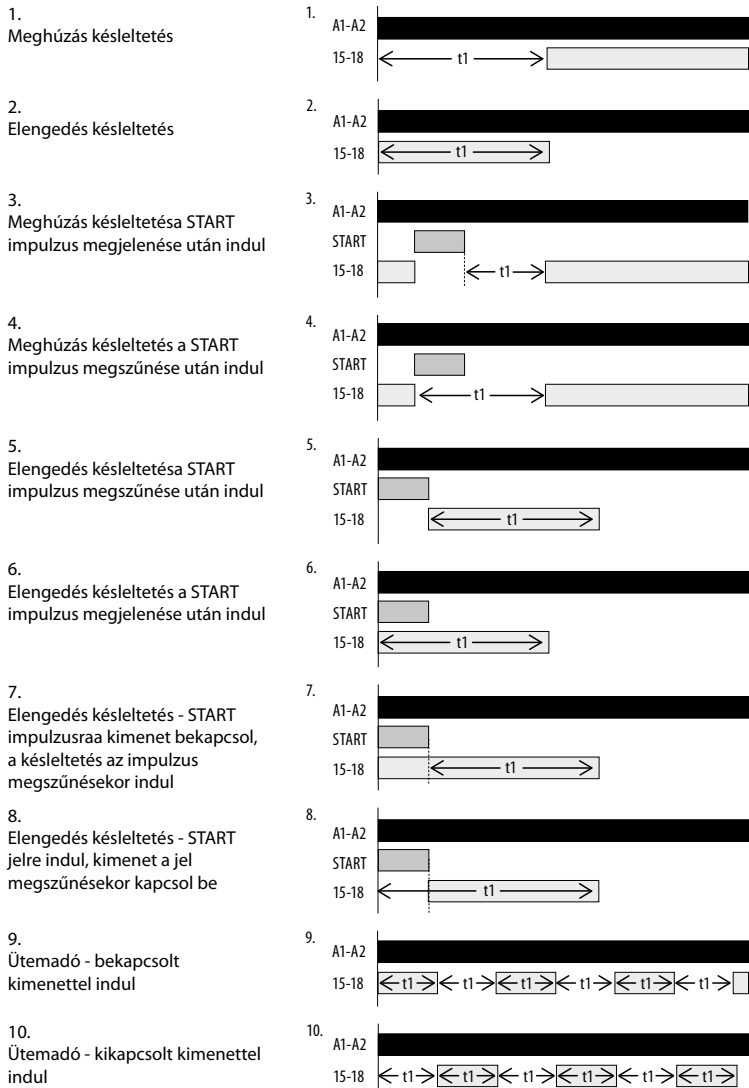 1.
Meghúzás késleltetés
1.
A1-A2
15-18
t1
2.
Elengedés késleltetés
2.
A1-A2
15-18
t1
3.
Meghúzás késleltetésa START
impulzus megjelenése után indul
3.
A1-A2
START
15-18
t1
4.
Meghúzás késleltetés a START
impulzus megszűnése után indul
4.
A1-A2
START
15-18
t1
5.
Elengedés késleltetésa START
impulzus megszűnése után indul
5.
A1-A2
START
15-18
t1
6.
Elengedés késleltetés a START
impulzus megjelenése után indul
6.
A1-A2
START
15-18
t1
7.
Elengedés késleltetés - START
impulzusraa kimenet bekapcsol,
a késleltetés az impulzus
megszűnésekor indul
7.
A1-A2
START
15-18
t1
8.
Elengedés késleltetés - START
jelre indul, kimenet a jel
megszűnésekor kapcsol be
8.
A1-A2
START
15-18
t1
9.
Ütemadó - bekapcsolt
kimenettel indul
9.
A1-A2
15-18 t1 t1 t1 t1 t1 t1
10.
Ütemadó - kikapcsolt kimenettel
indul
10.
A1-A2
15-18 t1 t1 t1 t1 t1 t1